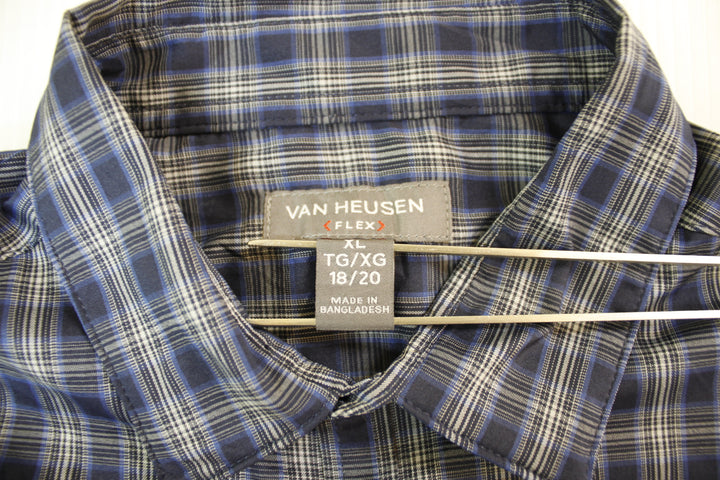 VAN HEUSEN
<FLEX>
XL
TG/XG
18/20
MADE IN
BANGLADESH